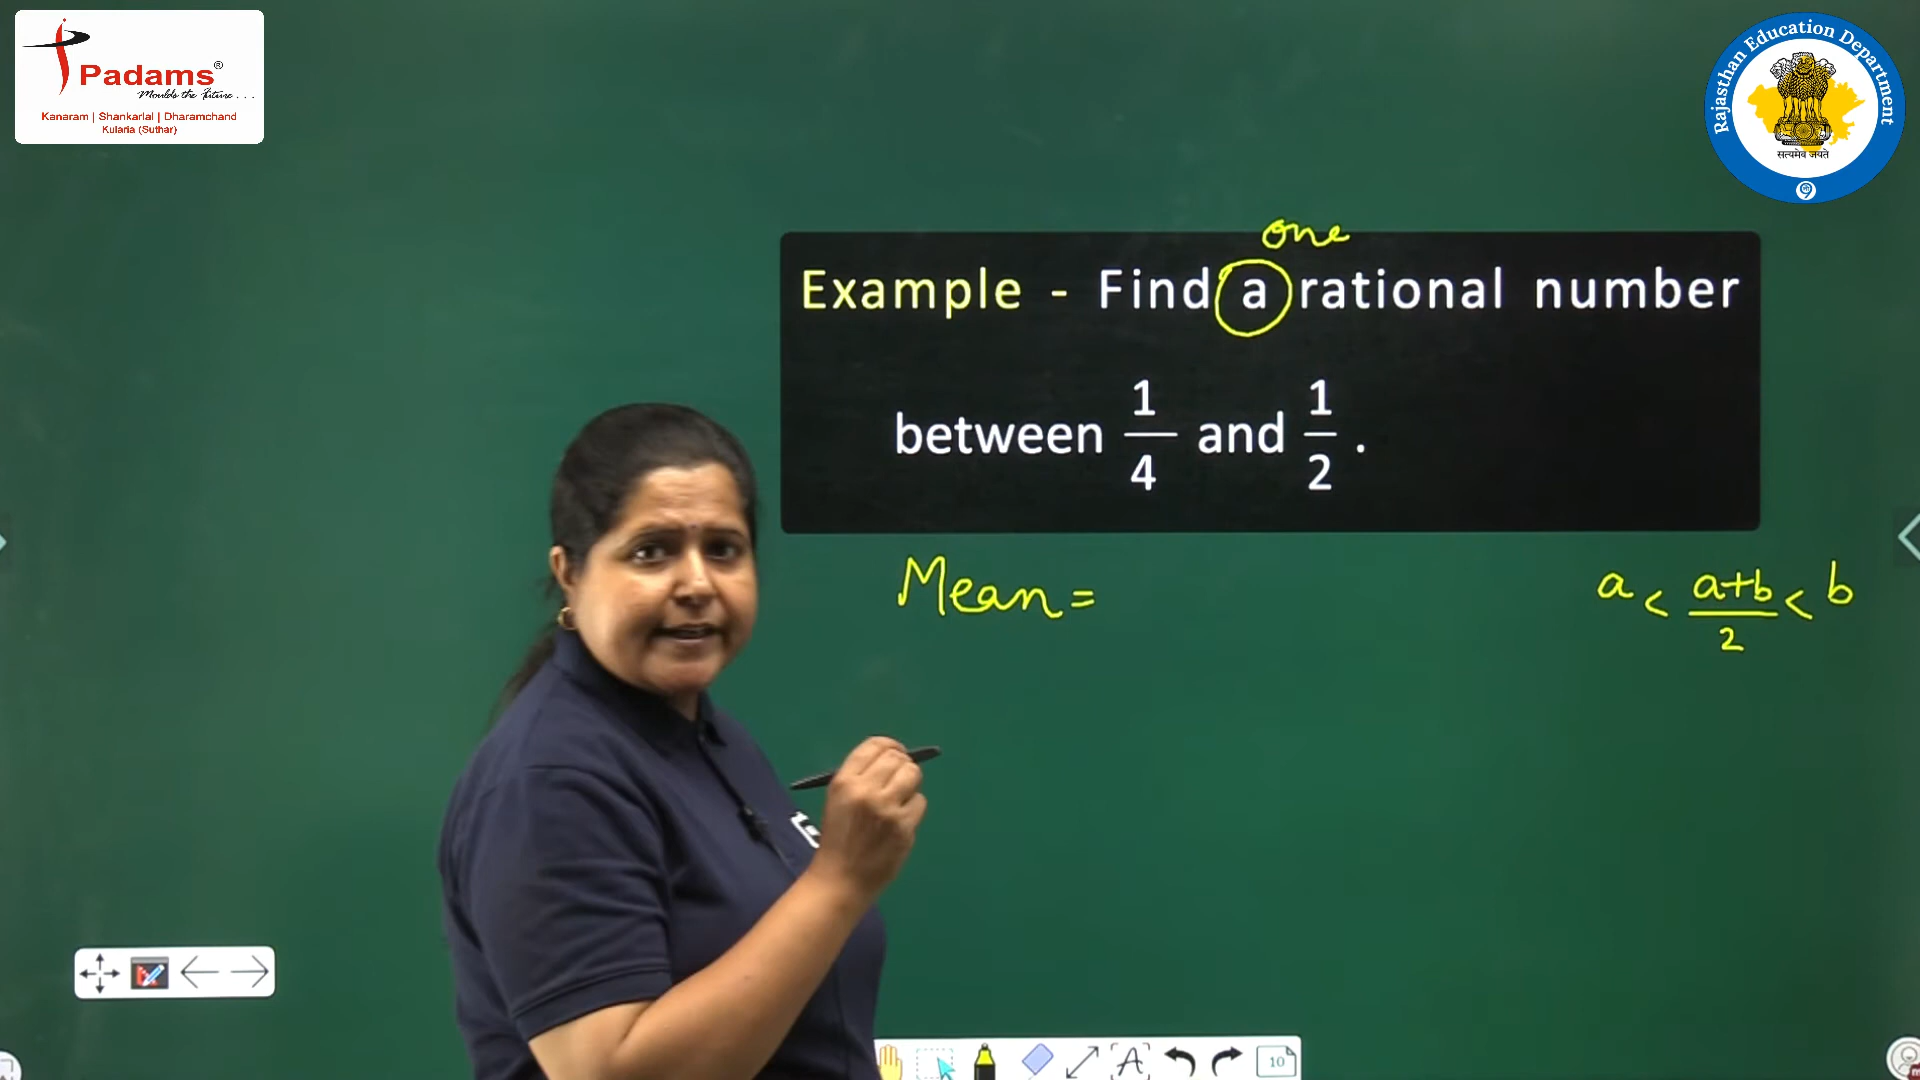 Padams®
Moulds the Future . . .
Kanaram | Shankarlal | Dharamchand
Kularia (Suthar)
Rajasthan Education Department
सत्यमेव जयते
one
Example - Find a rational number
between 1/4 and 1/2 .
Mean =
a < a+b/2 < b
A
10